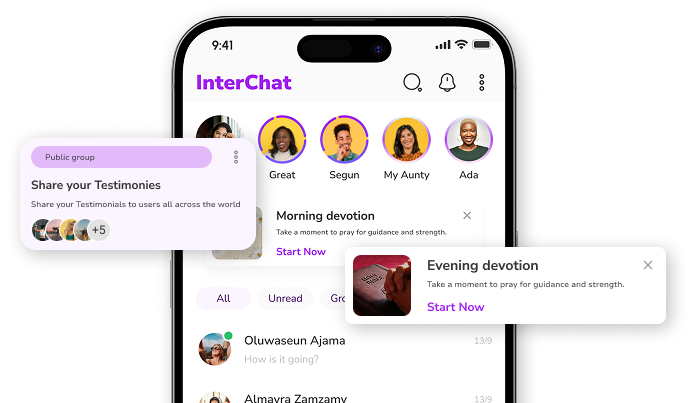 9:41
InterChat
Great
Segun
My Aunty
Ada
Public group
Share your Testimonies
Share your Testimonials to users all across the world
+5
Morning devotion
Take a moment to pray for guidance and strength.
Start Now
Evening devotion
Take a moment to pray for guidance and strength.
Start Now
All
Unread
Gro
Oluwaseun Ajama
13/9
How is it going?
Almayra Zamzamy
13/9